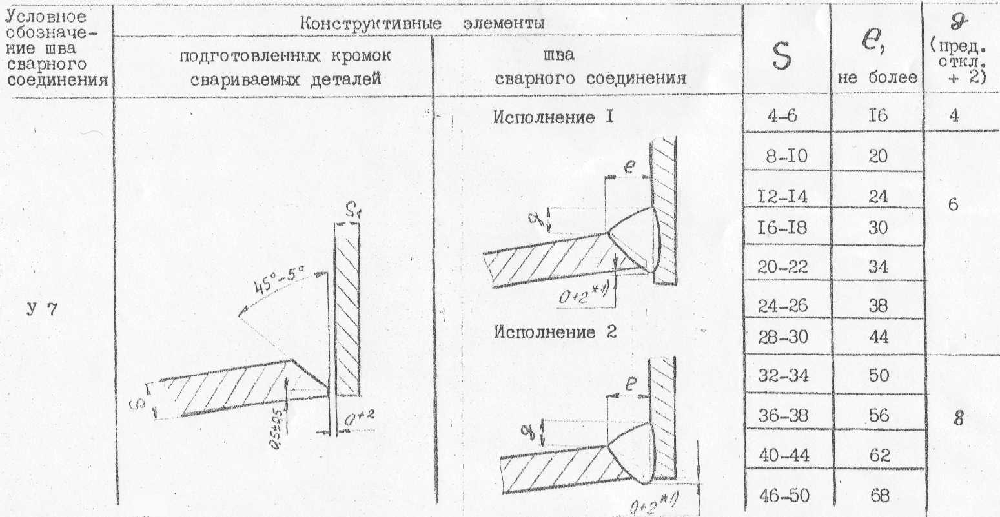 Условное
обозначе-
ние шва
сварного
соединения
Конструктивные элементы
подготовленных кромок
свариваемых деталей
шва
сварного соединения
S
e,
не более
g
(пред.
откл.
+ 2)
У 7
S1
45°-5°
S
0,5±0,5
0+2
Исполнение I
e
g
0+2*1)
Исполнение 2
e
g
0+2*1)
4-6 I6 4
8-I0 20
I2-I4 24
6
I6-I8 30
20-22 34
24-26 38
28-30 44
32-34 50
36-38 56 8
40-44 62
46-50 68